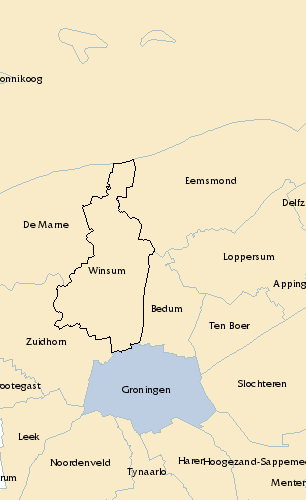 onnikoog
Eemsmond
Delfz
De Marne
Loppersum
Winsum
Apping
Bedum
Ten Boer
Zuidhorn
Groningen
Slochteren
ootegast
Leek
Noordenveld
Haren
Hoogezand-Sappeme
Tynaarlo
rum
Menter